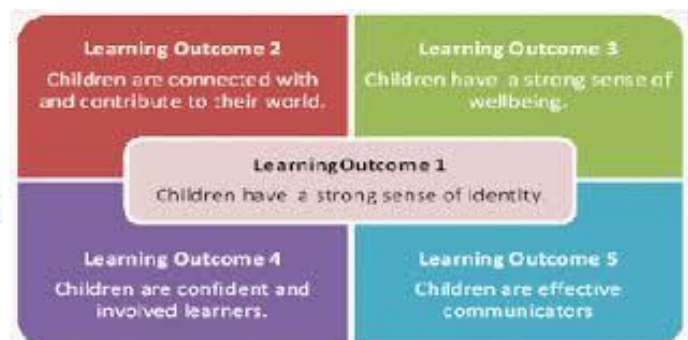 Learning Outcome 2
Children are connected with
and contribute to their world.
Learning Outcome 3
Children have a strong sense of
wellbeing.
LearningOutcome 1
Children have a strong sense of identity
Learning Outcome 4
Children are confident and
involved learners.
Learning Outcome 5
Children are effective
communicators